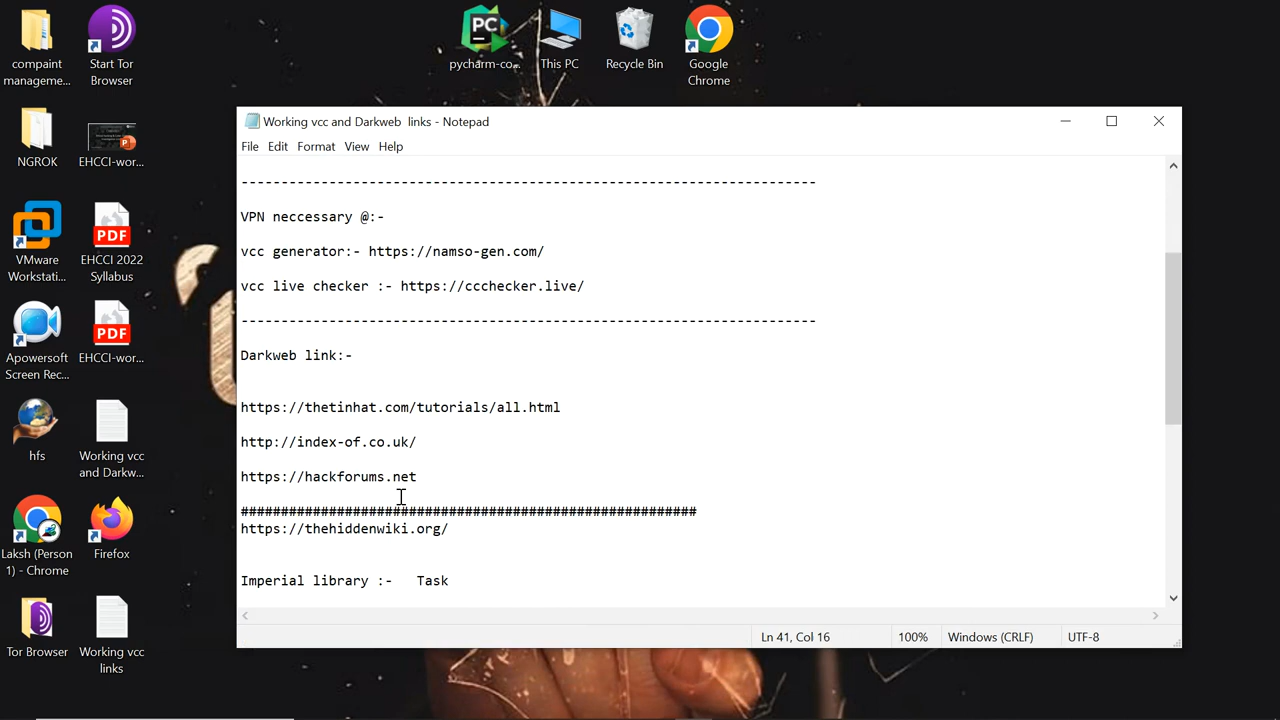 compaint
manageme...
Start Tor
Browser
PC
pycharm-co...
This PC
Recycle Bin
Google
Chrome
NGROK
EHCCI-wor...
VMware
Workstati...
PDF
EHCCI 2022
Syllabus
Apowersoft
Screen Rec...
PDF
EHCCI-wor...
hfs
Working vcc
and Darkw...
Laksh (Person
1) - Chrome
Firefox
Tor Browser
Working vcc
links
Working vcc and Darkweb  links - Notepad
File Edit Format View Help
------------------------------------------------------------------------
VPN neccessary @:-
vcc generator:- https://namso-gen.com/
vcc live checker :- https://ccchecker.live/
------------------------------------------------------------------------
Darkweb link:-
https://thetinhat.com/tutorials/all.html
http://index-of.co.uk/
https://hackforums.net
#########################################################
https://thehiddenwiki.org/
Imperial library :-   Task
Ln 41, Col 16 100% Windows (CRLF) UTF-8